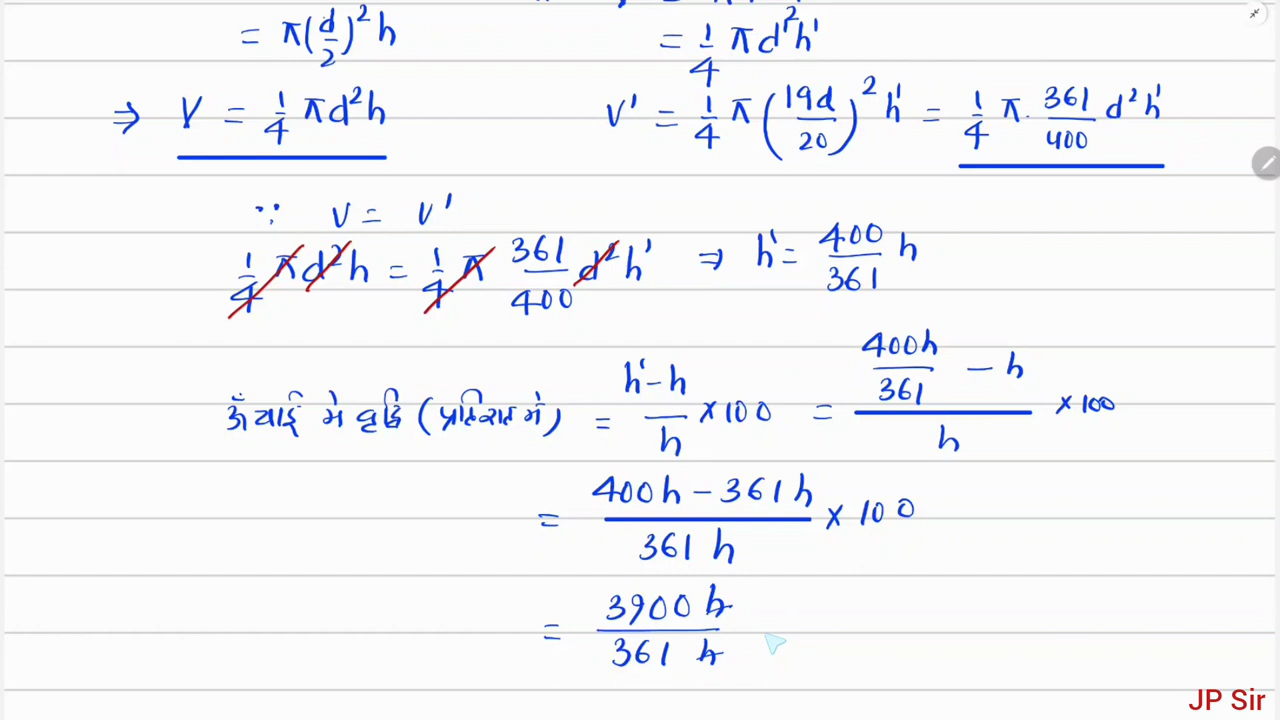 = π(d/2)²h
= 1/4 πd²h'
⇒ V = 1/4 πd²h
V' = 1/4 π(19d/20)²h' = 1/4 π. 361/400 d²h'
∵ V = V'
1/4 πd²h = 1/4 π 361/400 d²h' ⇒ h' = 400/361 h
ऊँचाई में वृद्धि (प्रतिशत में) = h'-h/h ×100 = 400h/361 - h/h ×100
= 400h - 361h/361h × 100
= 3900h/361h
JP Sir